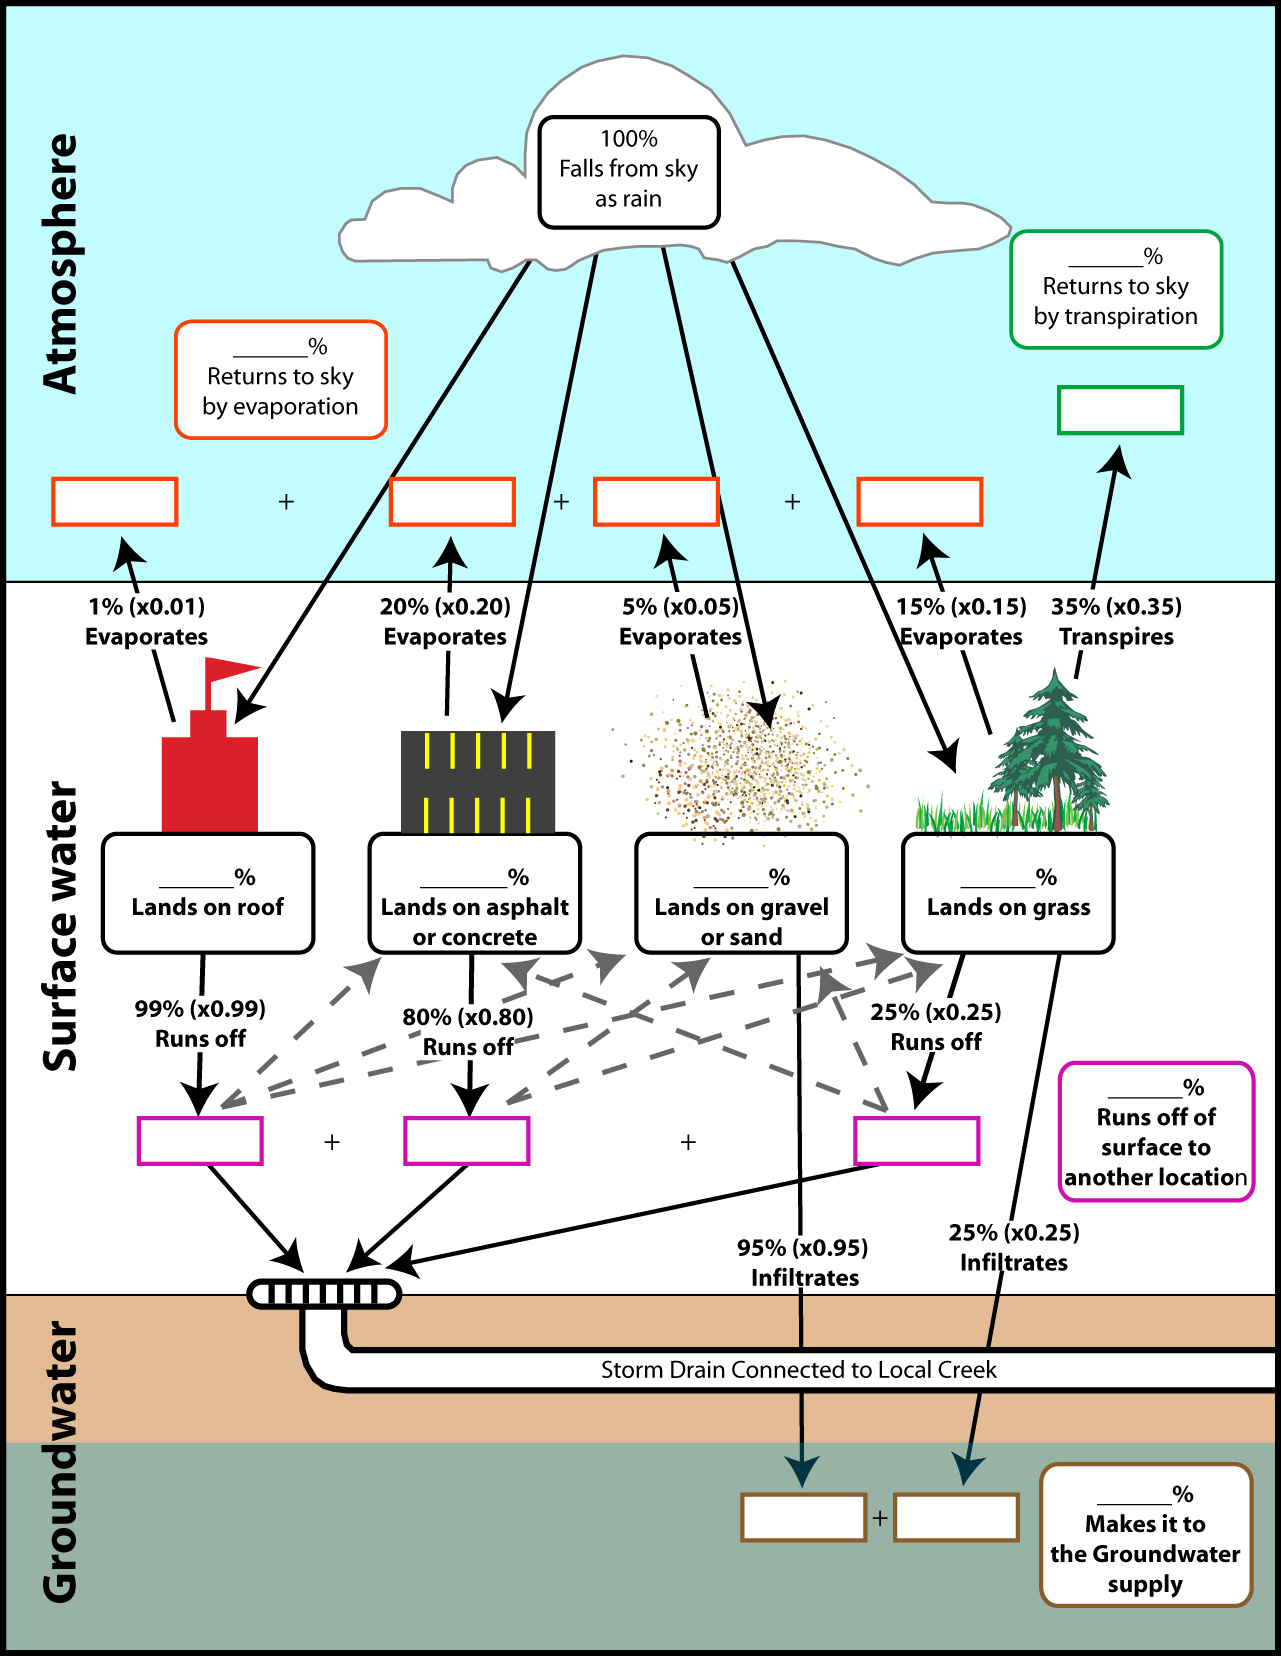 Atmosphere
100%
Falls from sky
as rain
______%
Returns to sky
by transpiration
______%
Returns to sky
by evaporation
+
+
+
1% (x0.01)
Evaporates
20% (x0.20)
Evaporates
5% (x0.05)
Evaporates
15% (x0.15)
Evaporates
35% (x0.35)
Transpires
Surface water
______%
Lands on roof
_______%
Lands on asphalt
or concrete
______%
Lands on gravel
or sand
______%
Lands on grass
99% (x0.99)
Runs off
80% (x0.80)
Runs off
25% (x0.25)
Runs off
+
+
______%
Runs off of
surface to
another location
95% (x0.95)
Infiltrates
25% (x0.25)
Infiltrates
Groundwater
Storm Drain Connected to Local Creek
+
______%
Makes it to
the Groundwater
supply